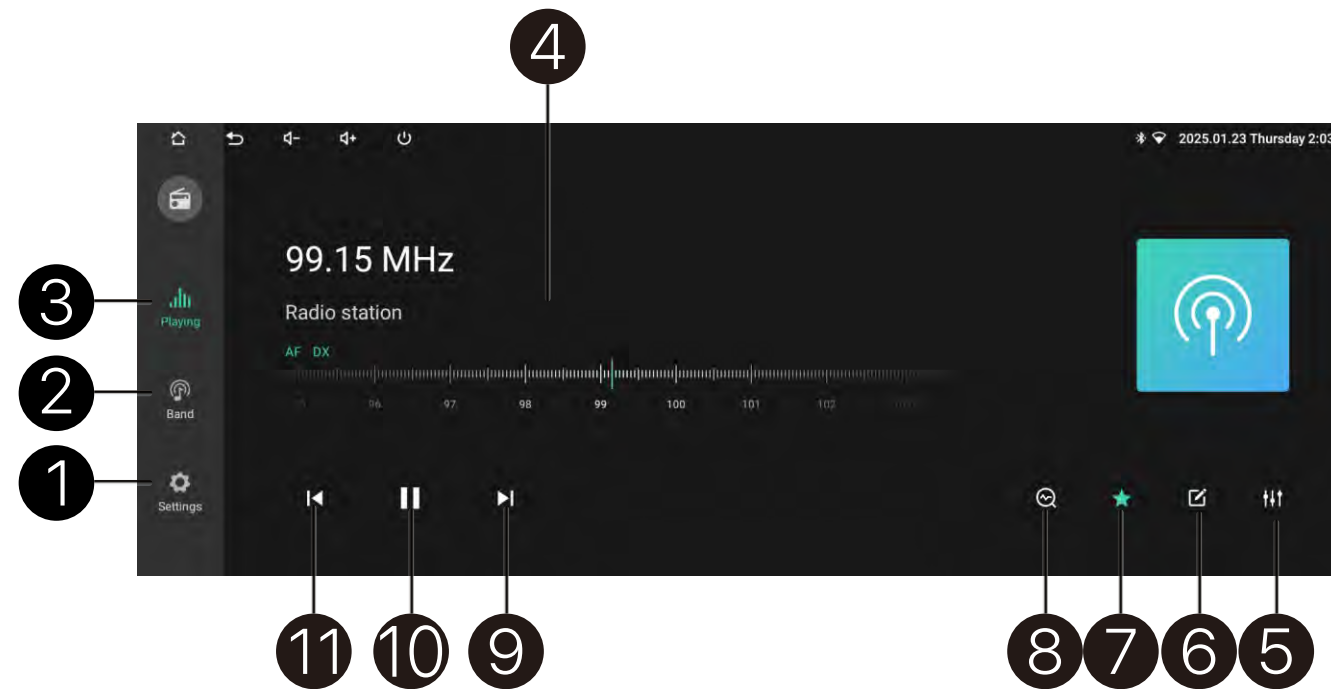 4
2025.01.23 Thursday 2:03
99.15 MHz
3
Radio station
Playing
AF DX
2
96 97 98 99 100 101 102
Band
1
Settings
11 10 9 8 7 6 5